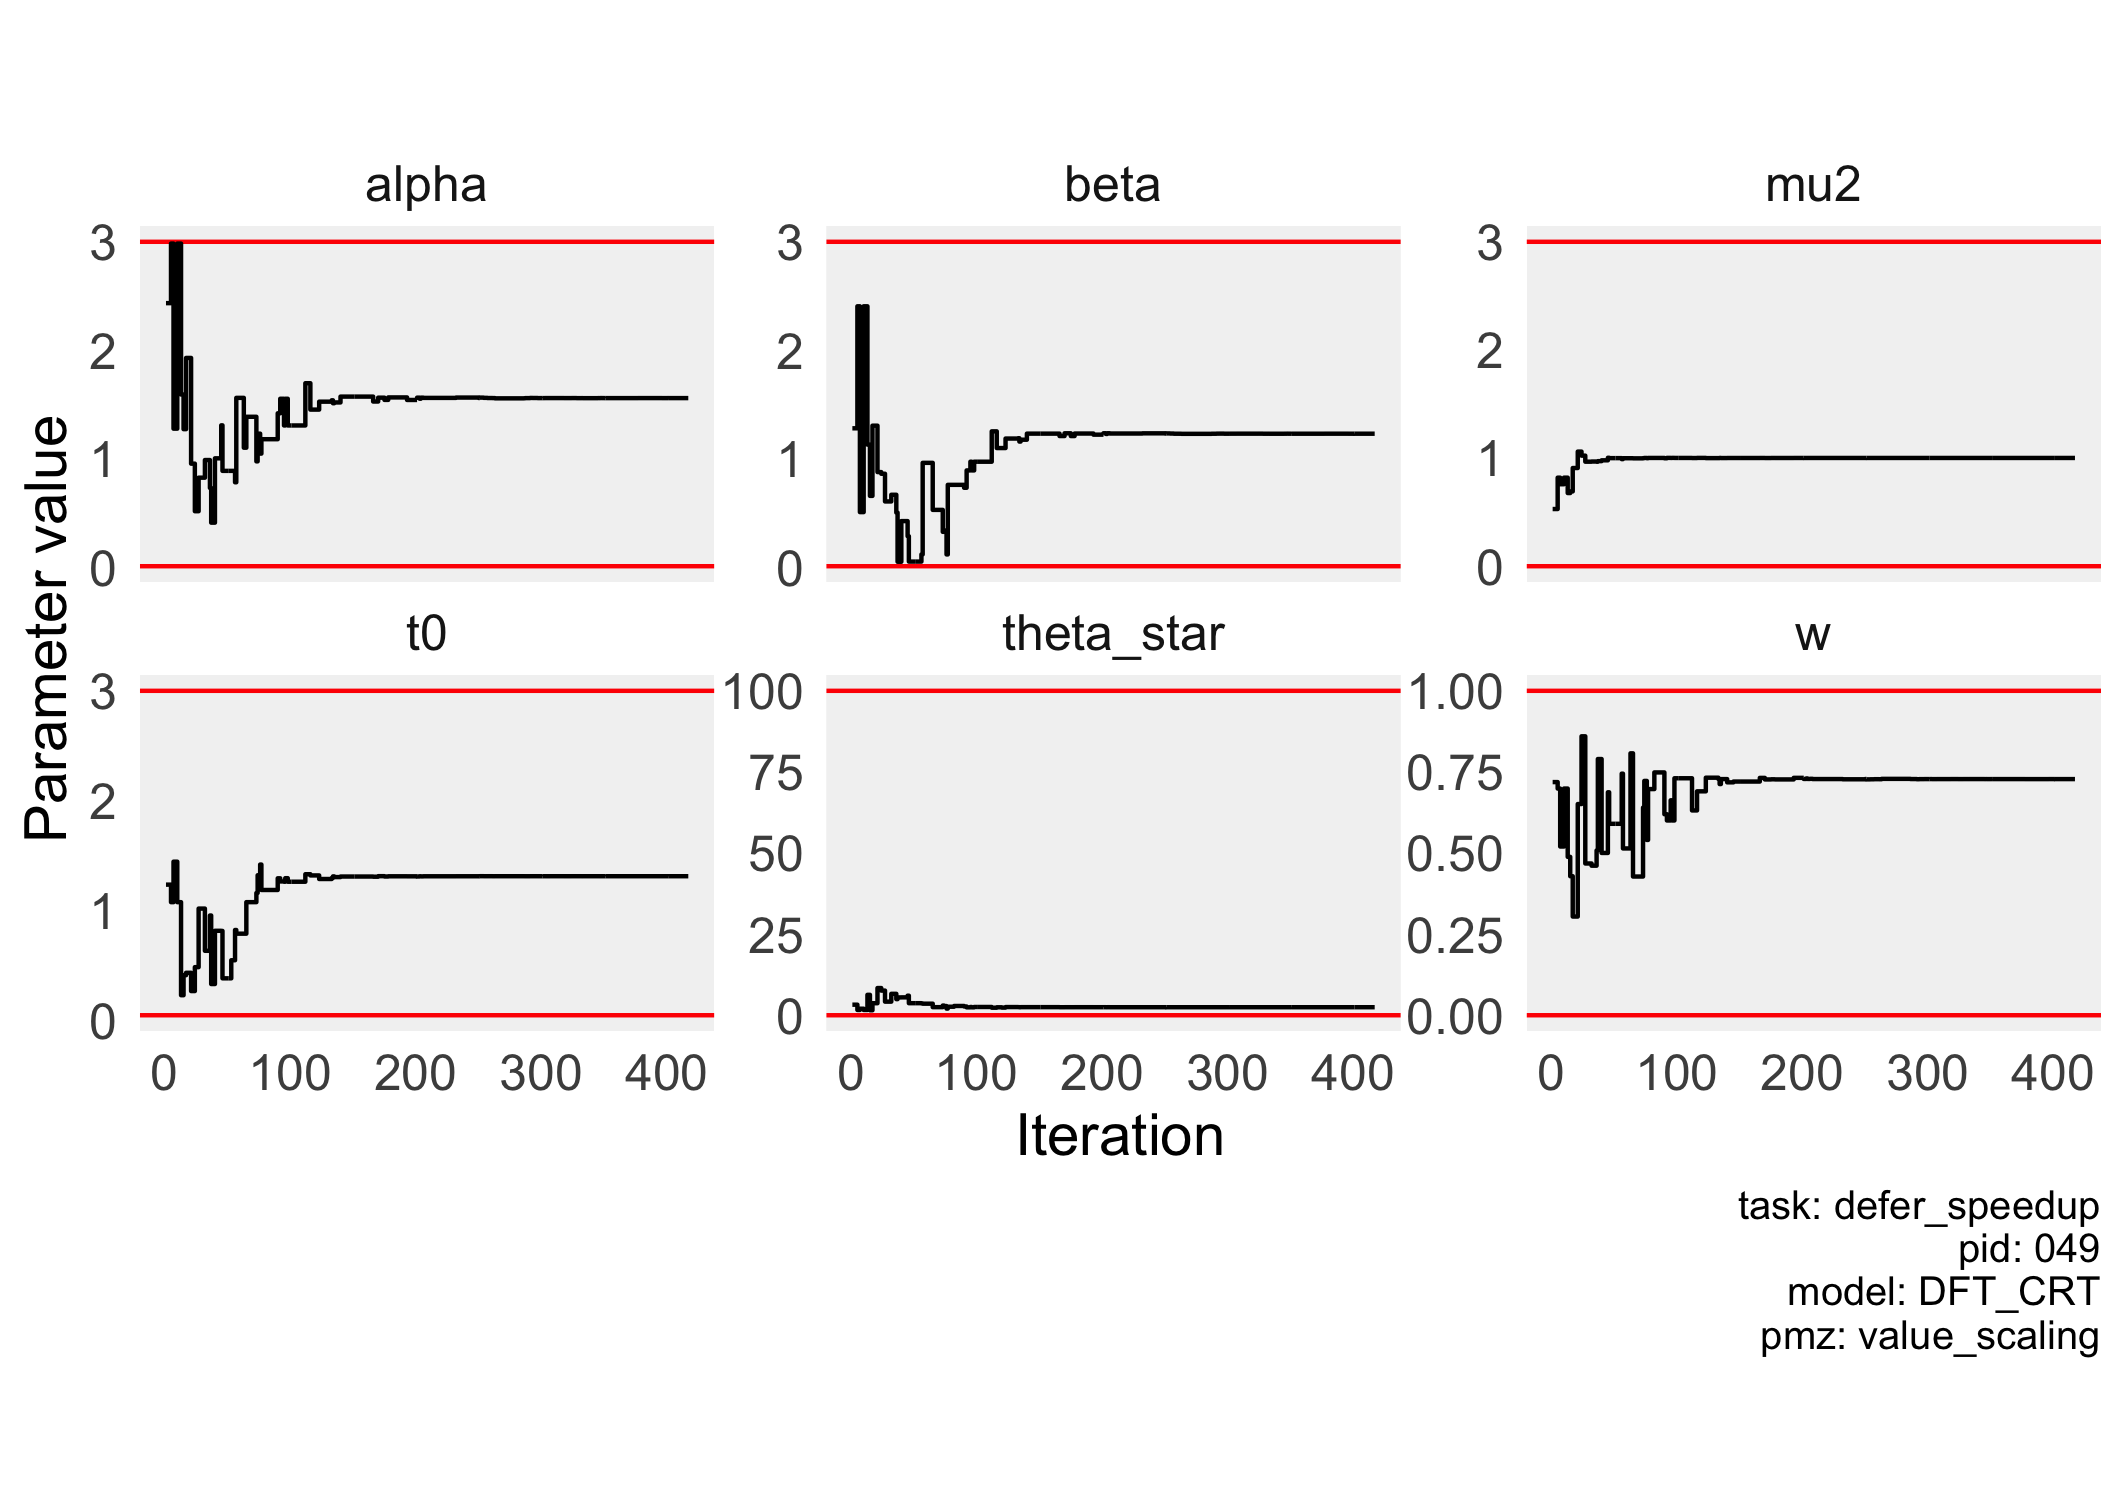 alpha beta mu2
3 3 3
2 2 2
1 1 1
0 0 0
Parameter value
t0 theta_star w
3 100 1.00
75 0.75
2
50 0.50
1 25 0.25
0 0 0.00
0 100 200 300 400 0 100 200 300 400 0 100 200 300 400
Iteration
task: defer_speedup
pid: 049
model: DFT_CRT
pmz: value_scaling